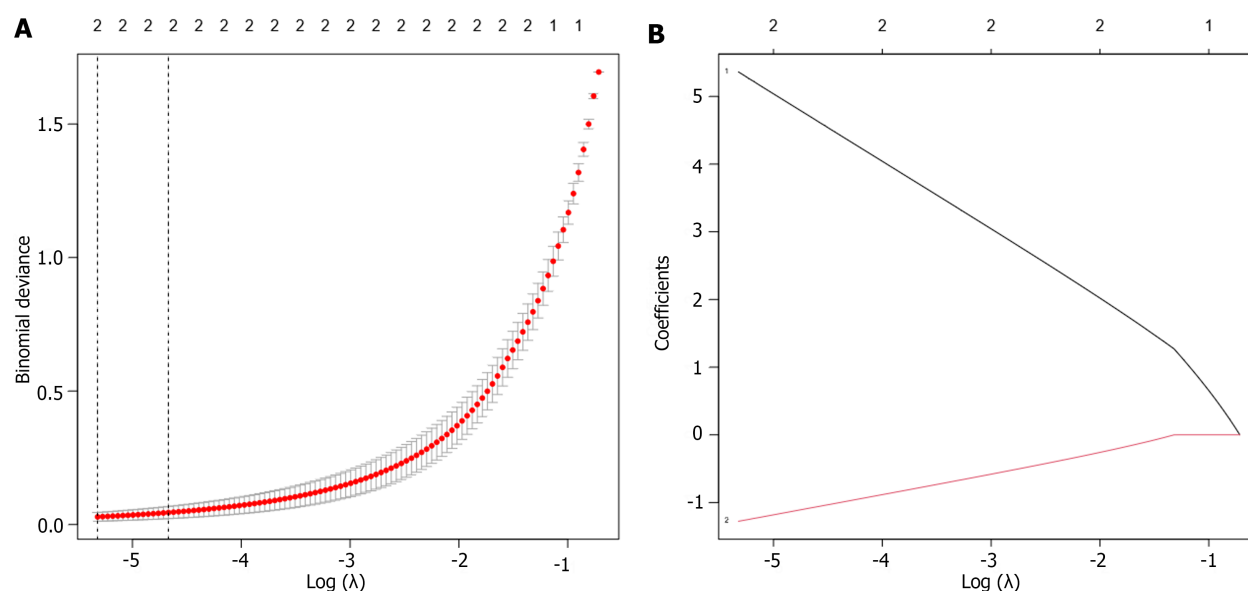 A
2 2 2 2 2 2 2 2 2 2 2 2 2 2 2 2 2 2 1 1
1.5
1.0
0.5
0.0
Binomial deviance
-5 -4 -3 -2 -1
Log (λ)
B
2 2 2 2 1
5
4
3
2
1
0
-1
Coefficients
1
2
-5 -4 -3 -2 -1
Log (λ)